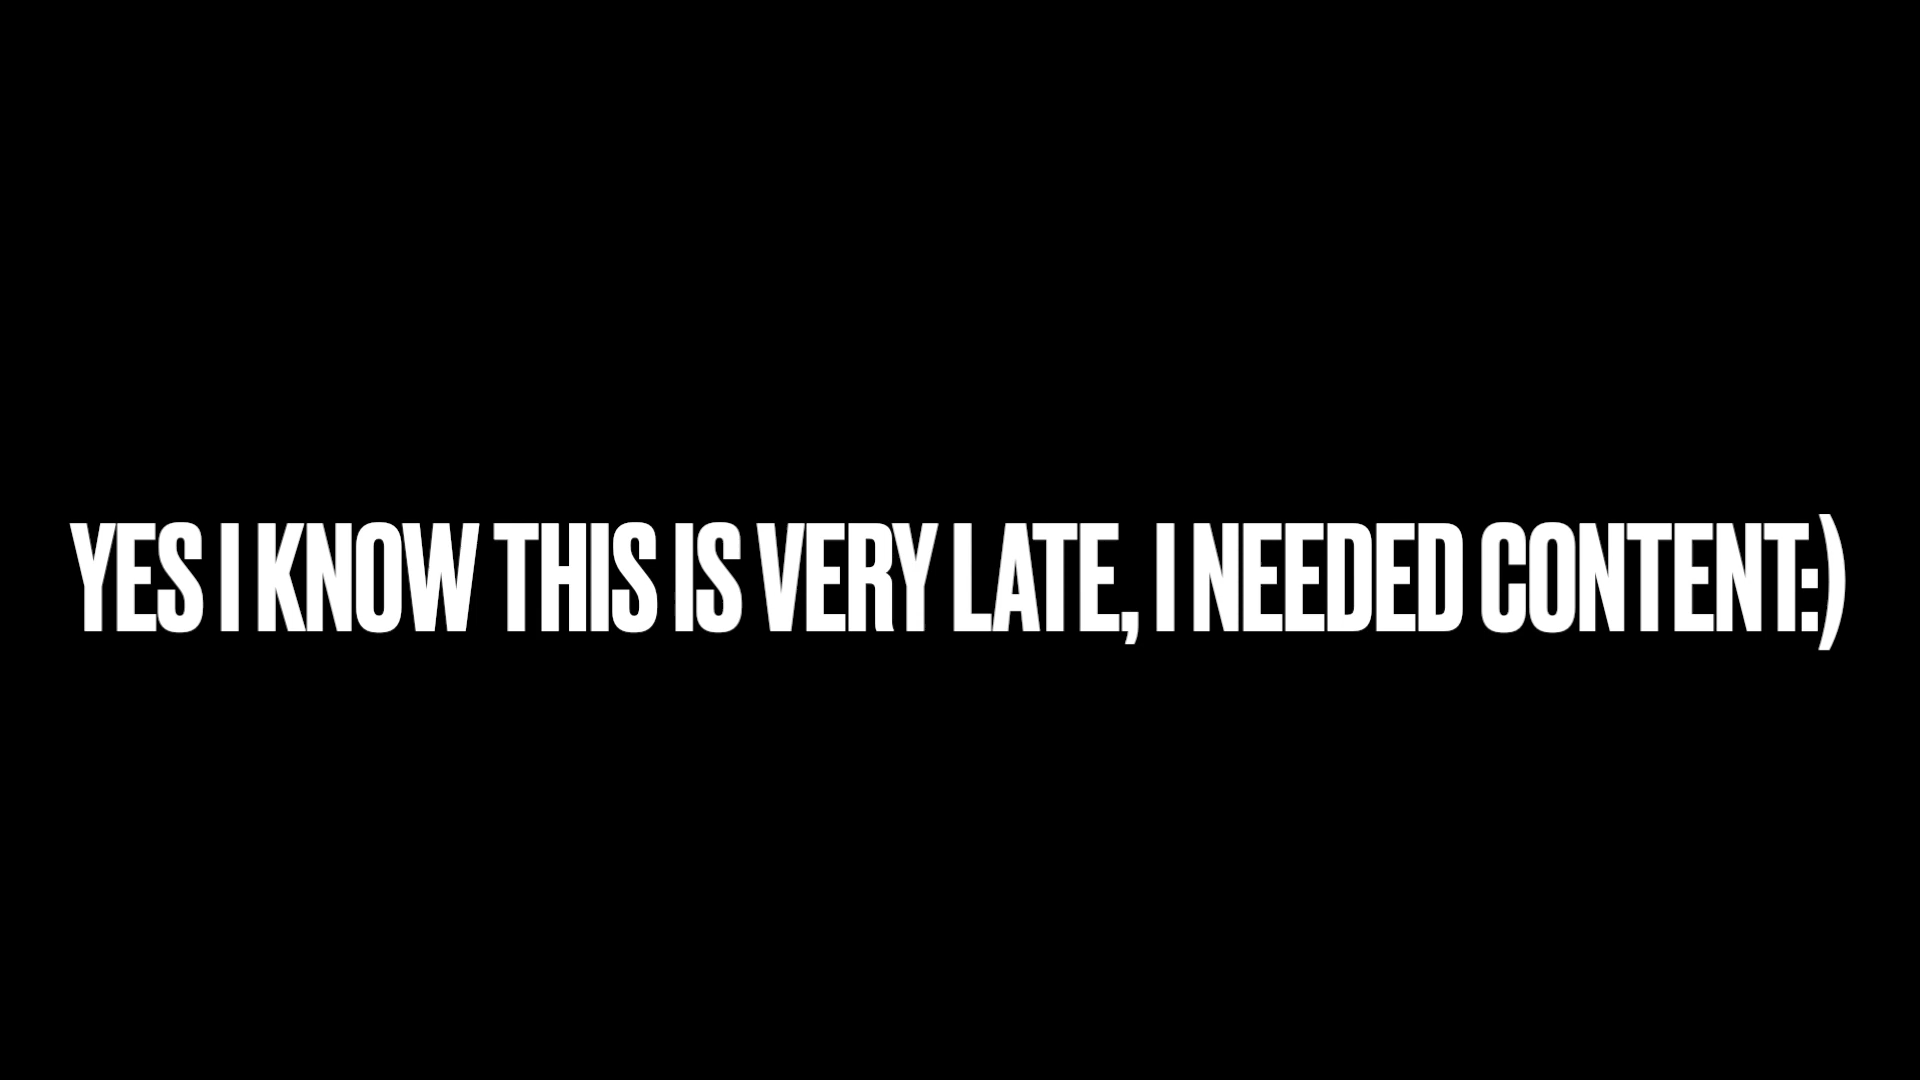 YES I KNOW THIS IS VERY LATE, I NEEDED CONTENT:)